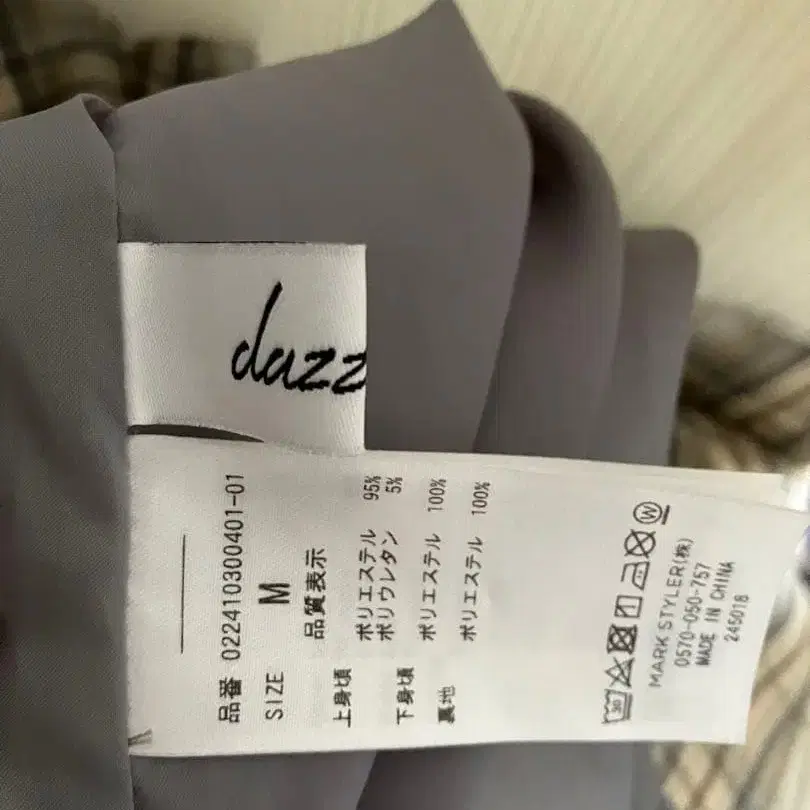 dazz
品番 022410300401-01
SIZE M
品質表示
上身頃 ポリエステル 95%
ポリウレタン 5%
下身頃 ポリエステル 100%
裏地 ポリエステル 100%
30
W
MARK STYLER(株)
0570-050-757
MADE IN CHINA
245018